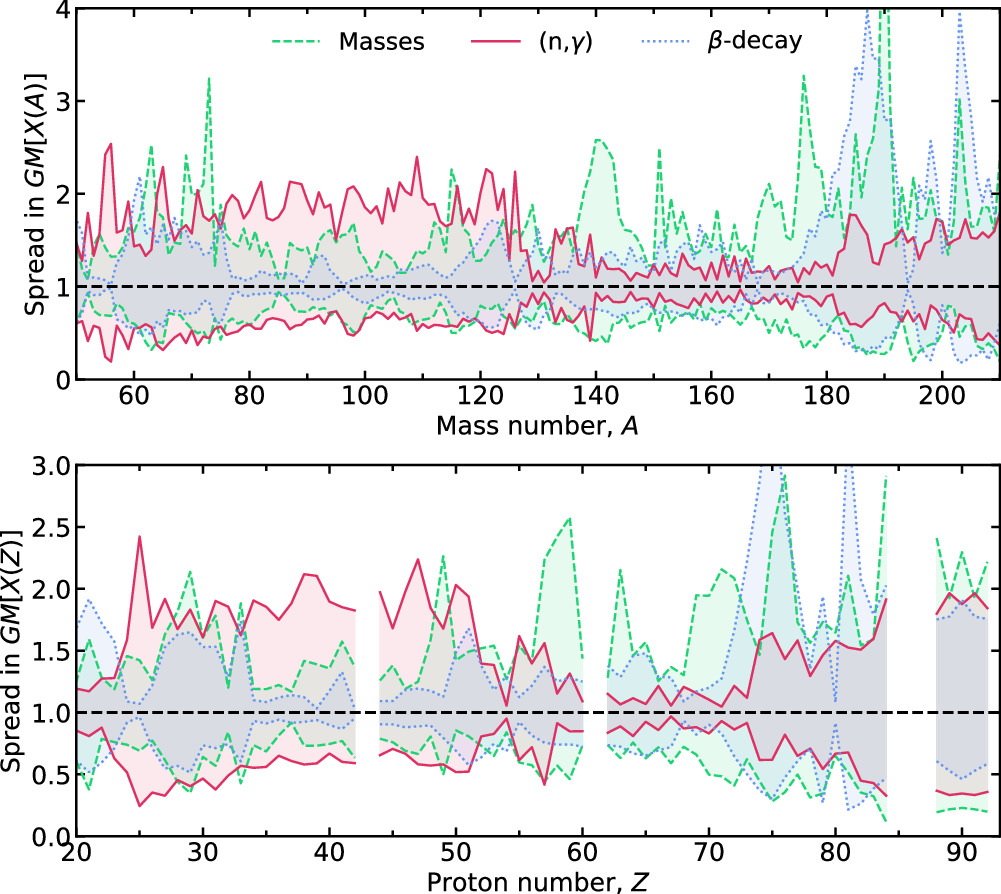 Masses (n,γ) β-decay
Spread in GM[X(A)]
4
3
2
1
0
60 80 100 120 140 160 180 200
Mass number, A
Spread in GM[X(Z)]
3.0
2.5
2.0
1.5
1.0
0.5
0.0
20 30 40 50 60 70 80 90
Proton number, Z